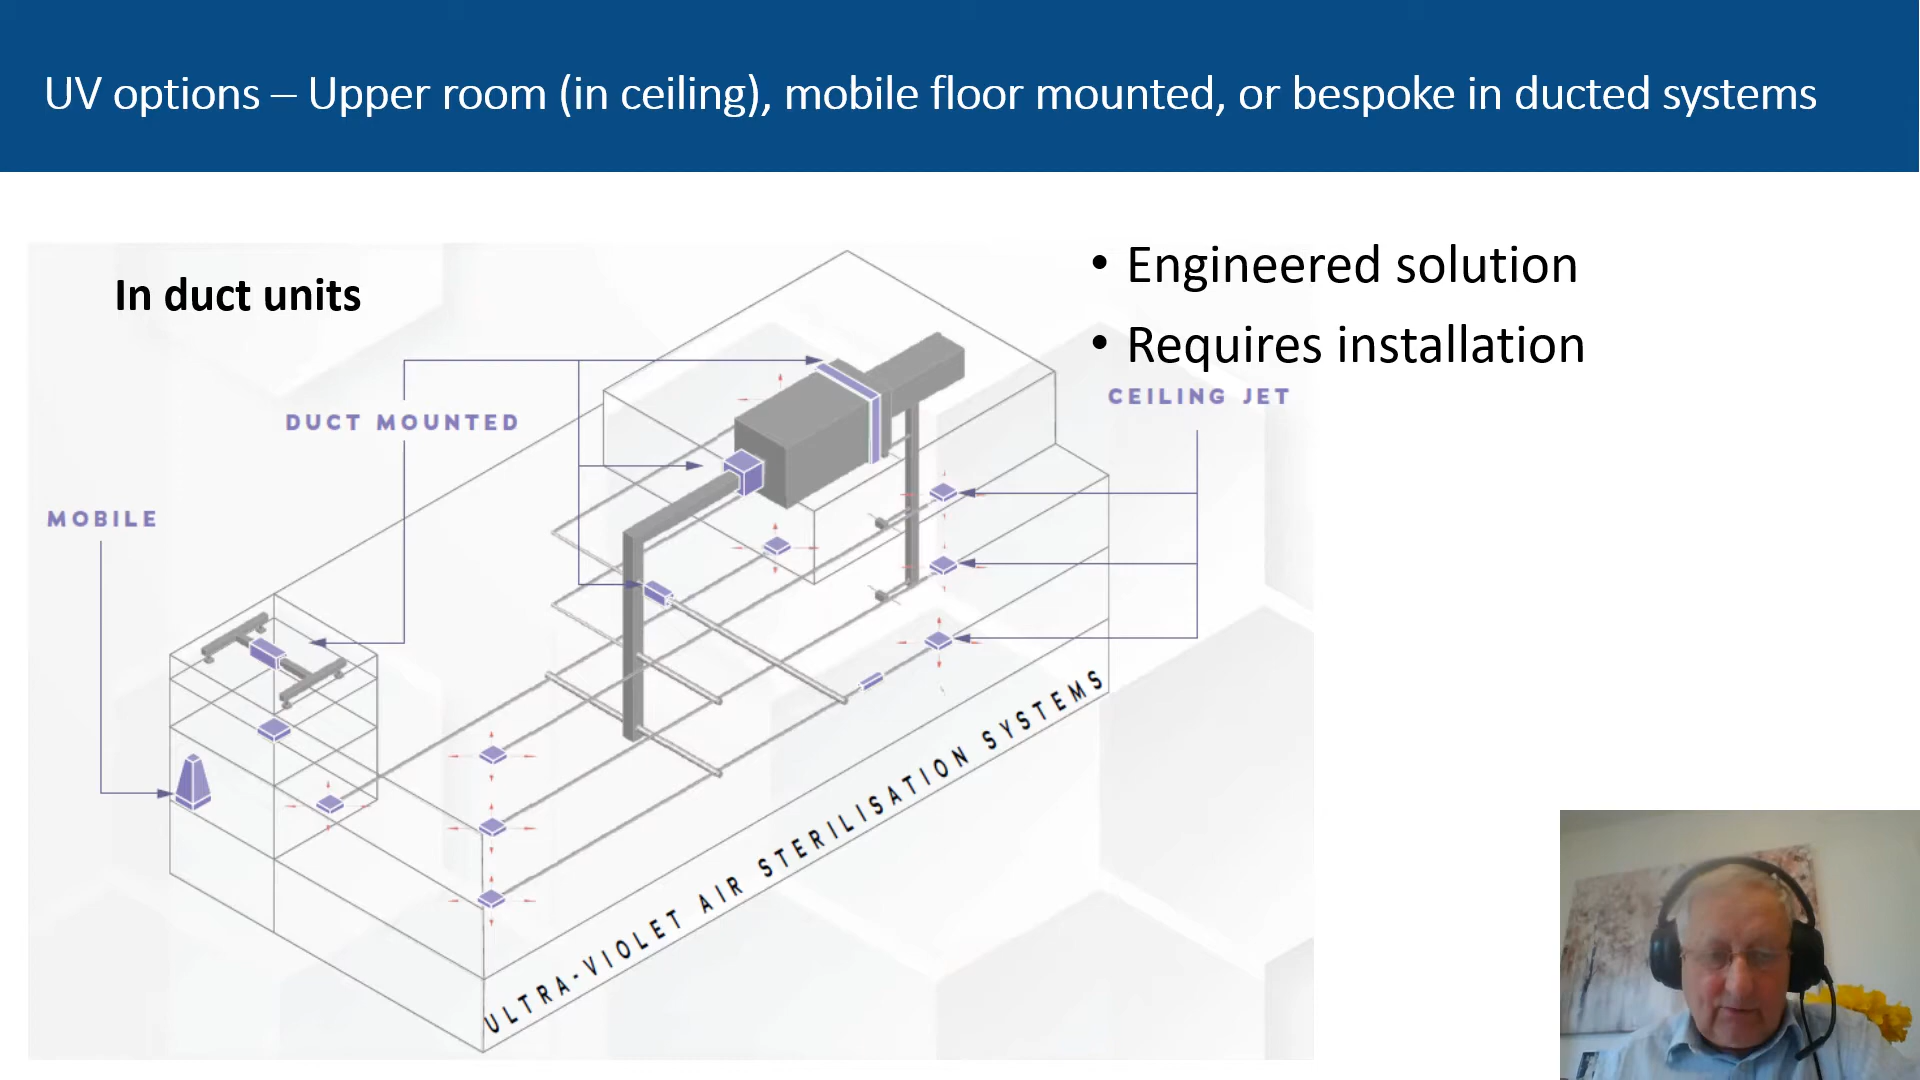 UV options – Upper room (in ceiling), mobile floor mounted, or bespoke in ducted systems
In duct units
• Engineered solution
• Requires installation
CEILING JET
DUCT MOUNTED
MOBILE
ULTRA-VIOLET AIR STERILISATION SYSTEMS